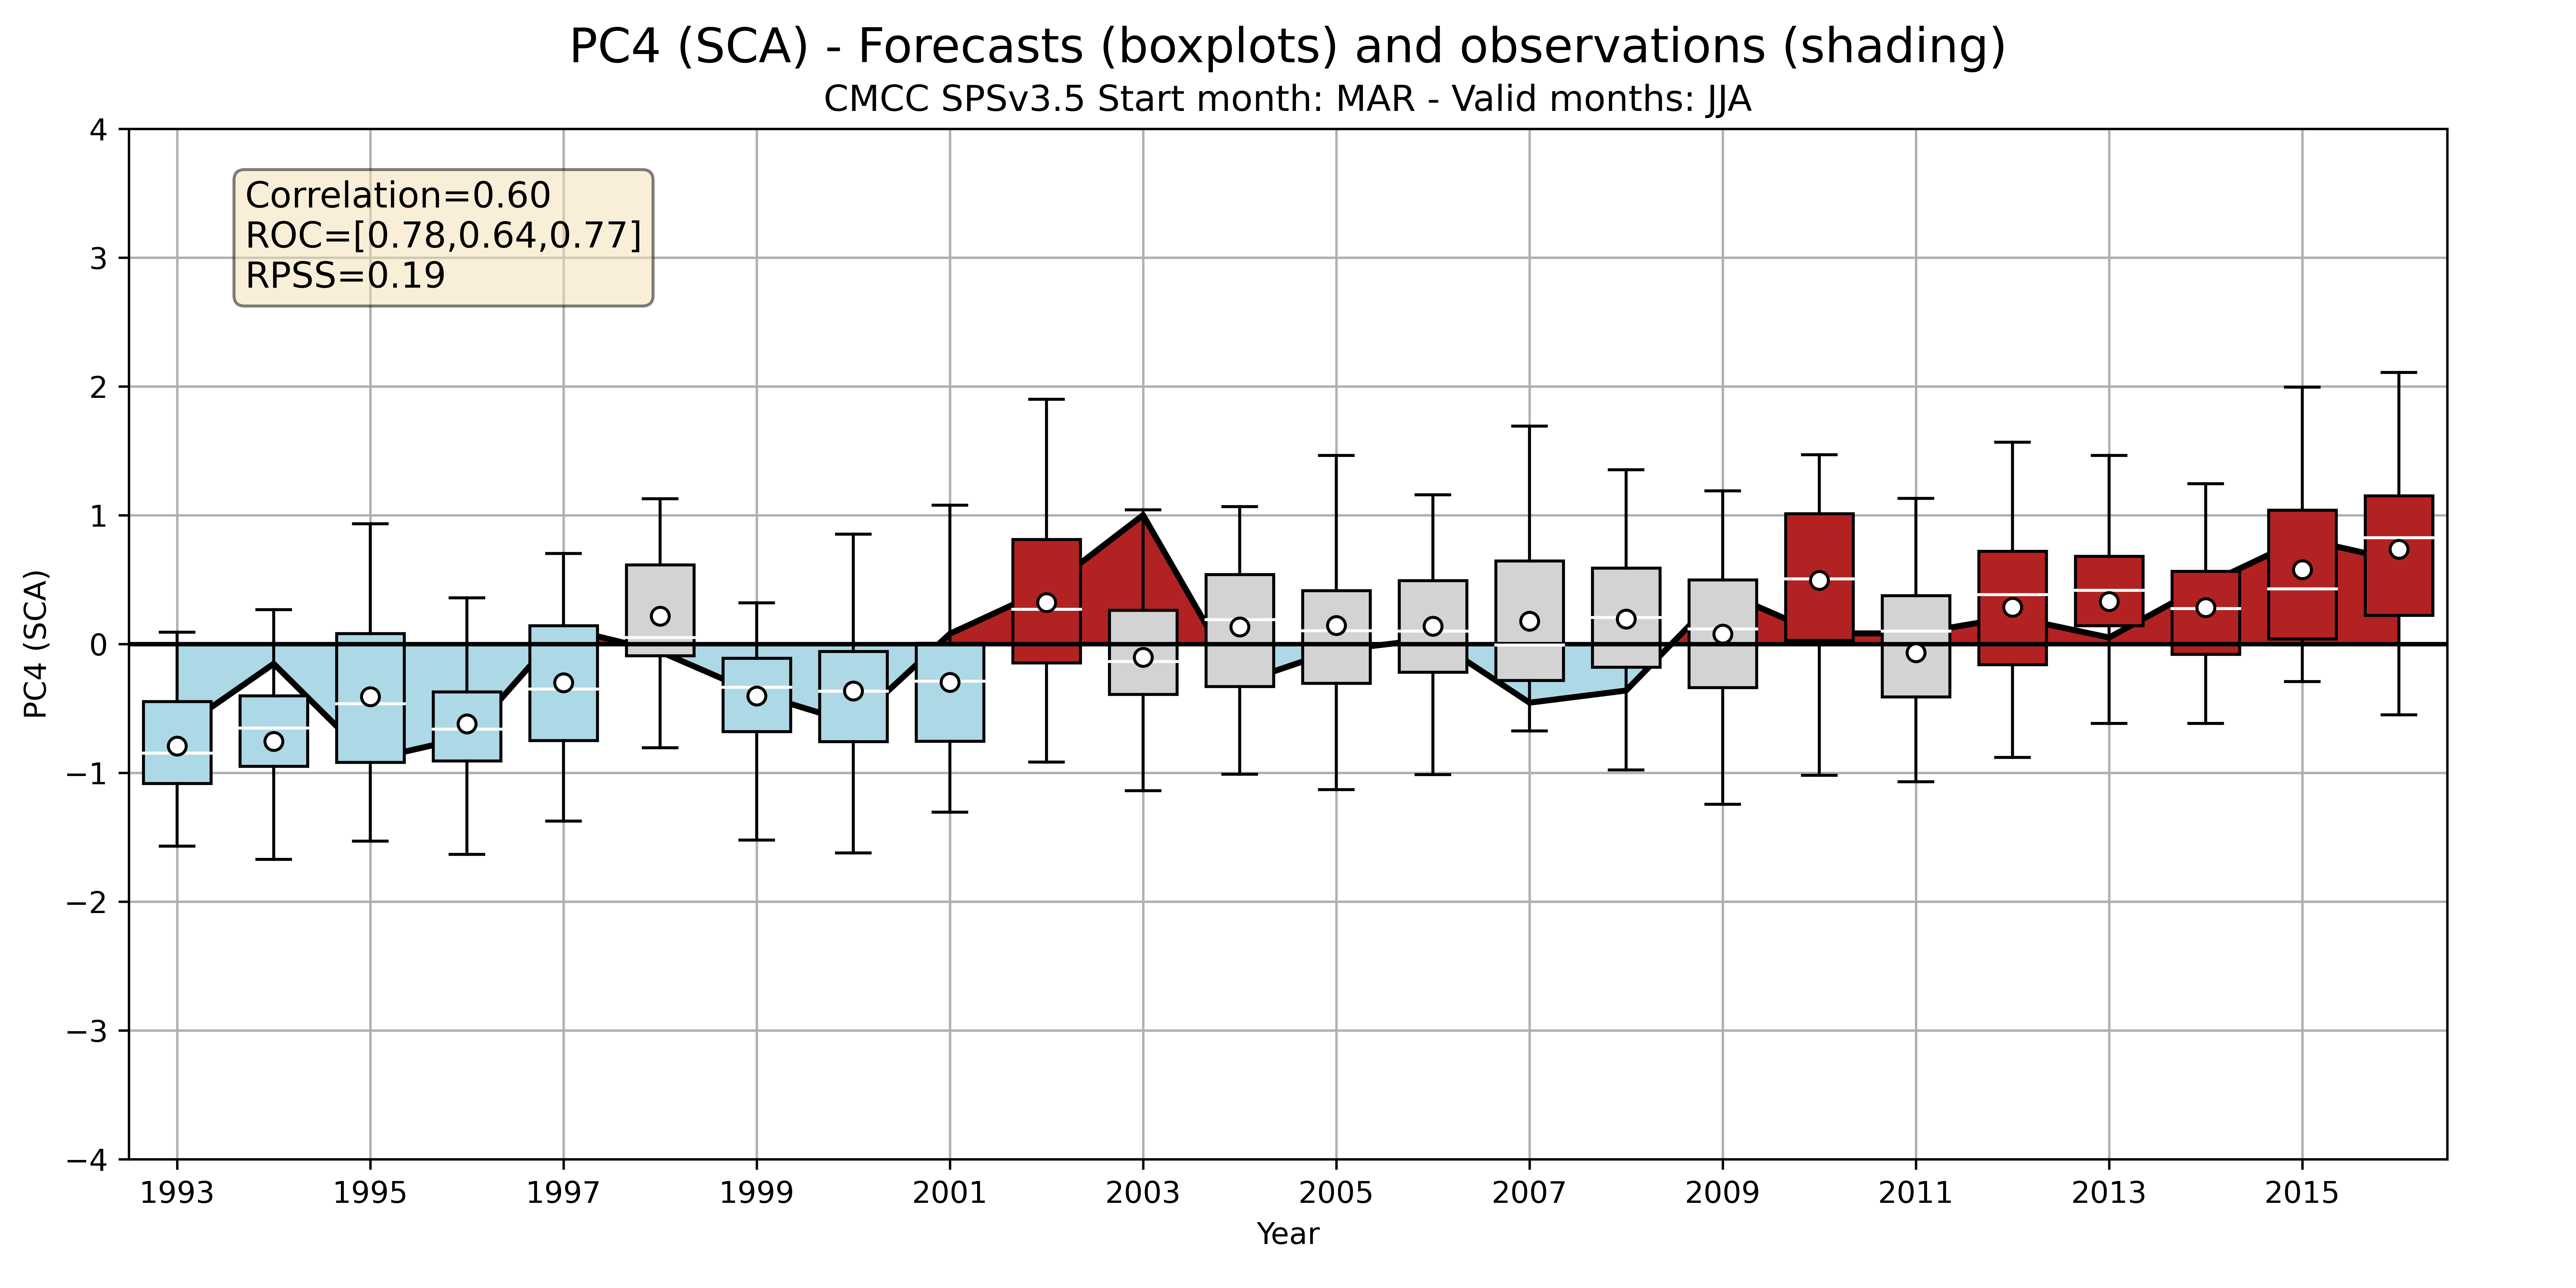 PC4 (SCA) - Forecasts (boxplots) and observations (shading)
CMCC SPSv3.5 Start month: MAR - Valid months: JJA
Correlation=0.60
ROC=[0.78,0.64,0.77]
RPSS=0.19
PC4 (SCA)
4
3
2
1
0
−1
−2
−3
−4
1993 1995 1997 1999 2001 2003 2005 2007 2009 2011 2013 2015
Year